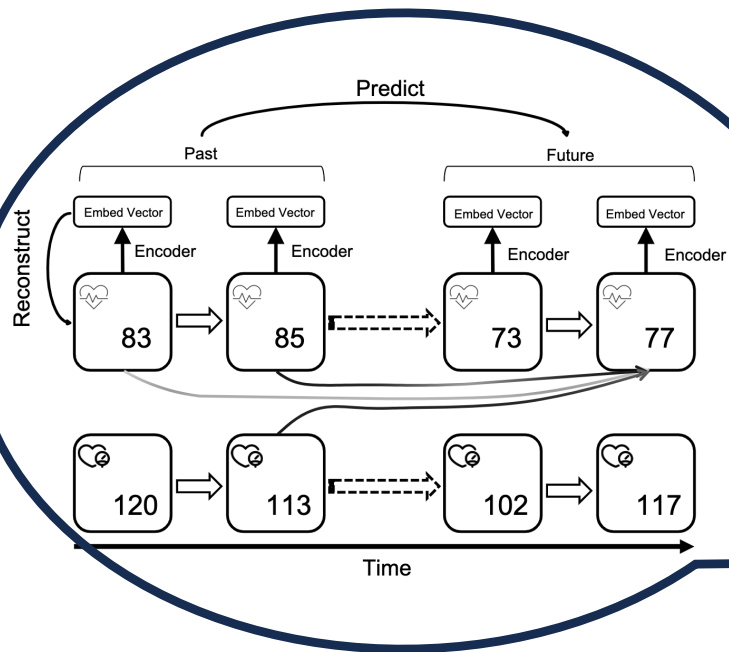 Predict
Past
Future
Embed Vector
Embed Vector
Embed Vector
Embed Vector
Reconstruct
Encoder
Encoder
Encoder
Encoder
83
85
73
77
120
113
102
117
Time